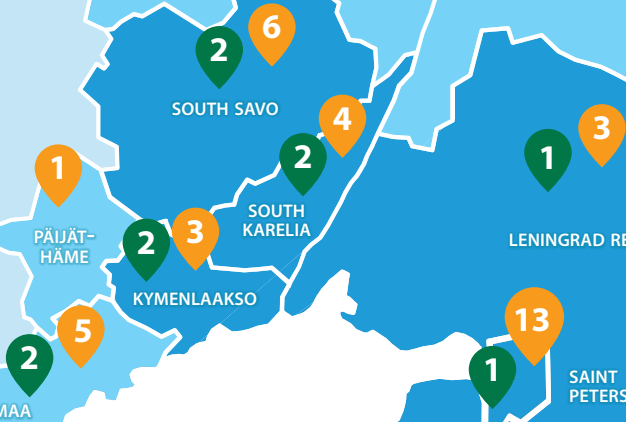 6
2
SOUTH SAVO
4
3
2
1
1
SOUTH
KARELIA
PÄIJÄT-
HÄME
2
3
LENINGRAD RE
KYMENLAAKSO
13
5
2
1
SAINT
PETERS
MAA